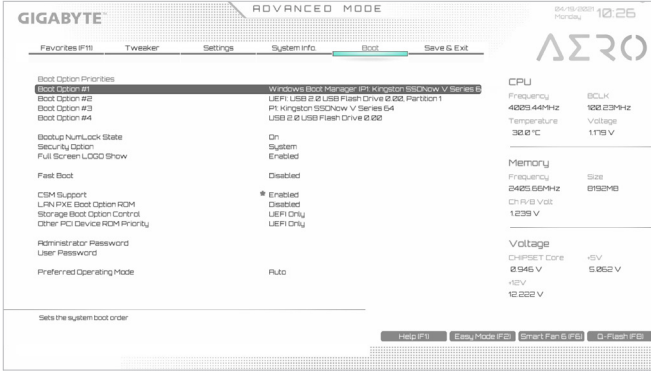 GIGABYTE™
ADVANCED MODE
04/19/2021
Monday
10:26
Favorites (F11) Tweaker Settings System Info. Boot Save & Exit
AERO
Boot Option Priorities
Boot Option #1 Windows Boot Manager (P1: Kingston SSDNow V Series 6
Boot Option #2 UEFI: USB 2.0 USB Flash Drive 0.00, Partition 1
Boot Option #3 P1: Kingston SSDNow V Series 64
Boot Option #4 USB 2.0 USB Flash Drive 0.00
Bootup NumLock State On
Security Option System
Full Screen LOGO Show Enabled
Fast Boot Disabled
CSM Support * Enabled
LAN PXE Boot Option ROM Disabled
Storage Boot Option Control UEFI Only
Other PCI Device ROM Priority UEFI Only
Administrator Password
User Password
Preferred Operating Mode Auto
CPU
Frequency BCLK
4009.44MHz 100.23MHz
Temperature Voltage
30.0 °C 1.179 V
Memory
Frequency Size
2405.66MHz 8192MB
Ch A/B Volt
1.239 V
Voltage
CHIPSET Core +5V
0.946 V 5.062 V
+12V
12.222 V
Sets the system boot order
Help (F1) Easy Mode (F2) Smart Fan 6 (F6) Q-Flash (F8)